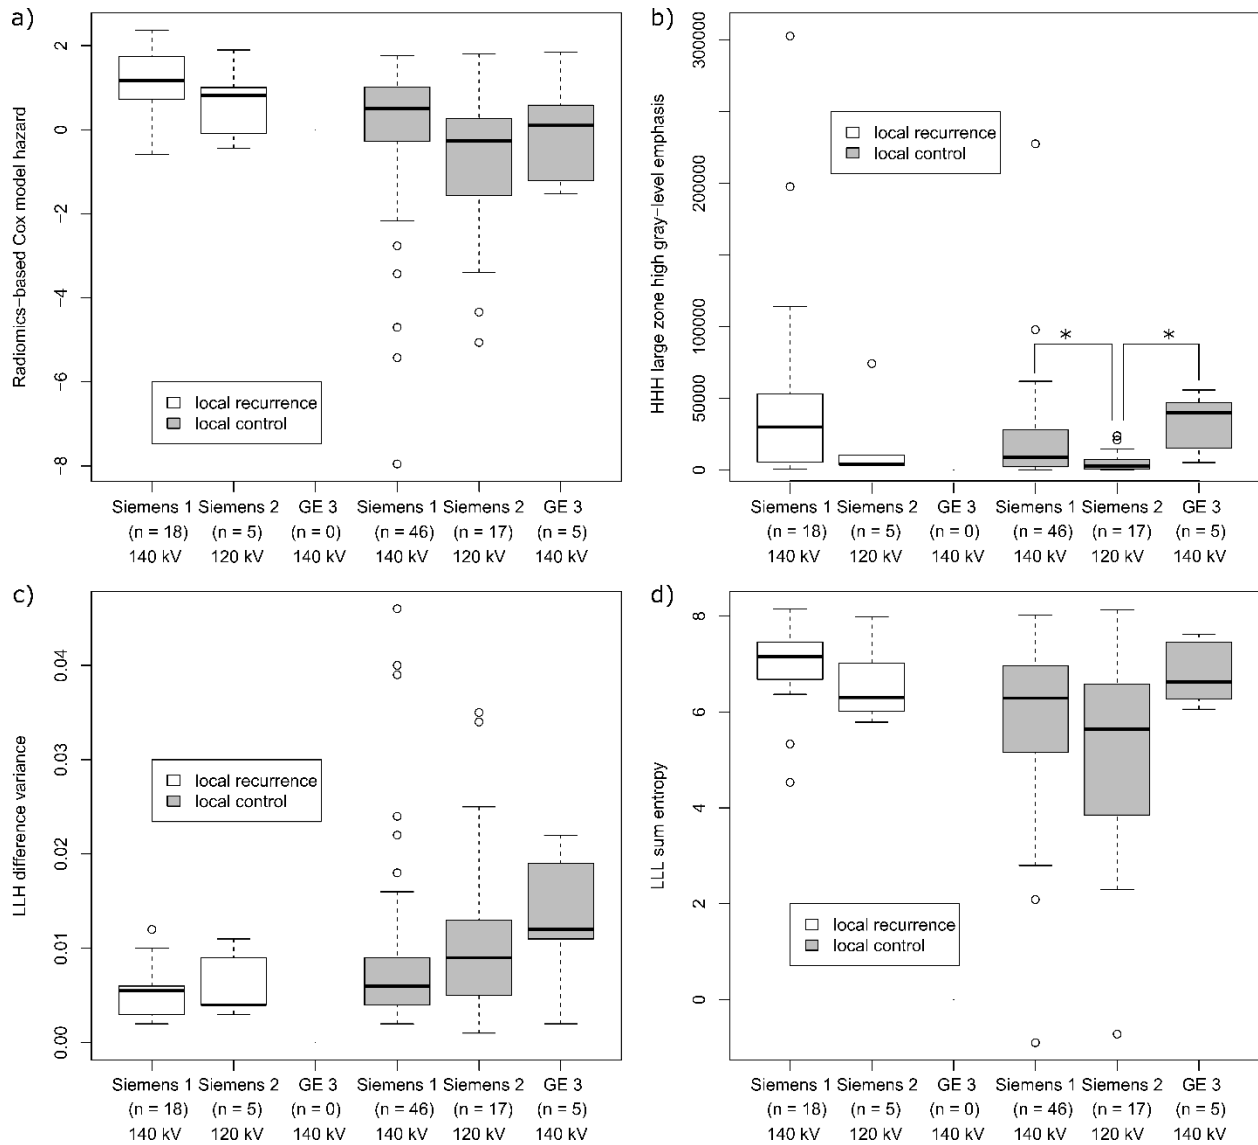 a)
Radiomics-based Cox model hazard
2
0
-2
-4
-6
-8
local recurrence
local control
Siemens 1 Siemens 2 GE 3 Siemens 1 Siemens 2 GE 3
(n = 18) (n = 5) (n = 0) (n = 46) (n = 17) (n = 5)
140 kV 120 kV 140 kV 140 kV 120 kV 140 kV
b)
HHH large zone high gray-level emphasis
300000
200000
100000
50000
0
local recurrence
local control
* *
Siemens 1 Siemens 2 GE 3 Siemens 1 Siemens 2 GE 3
(n = 18) (n = 5) (n = 0) (n = 46) (n = 17) (n = 5)
140 kV 120 kV 140 kV 140 kV 120 kV 140 kV
c)
LLH difference variance
0.04
0.03
0.02
0.01
0.00
local recurrence
local control
Siemens 1 Siemens 2 GE 3 Siemens 1 Siemens 2 GE 3
(n = 18) (n = 5) (n = 0) (n = 46) (n = 17) (n = 5)
140 kV 120 kV 140 kV 140 kV 120 kV 140 kV
d)
LLL sum entropy
8
6
4
2
0
local recurrence
local control
Siemens 1 Siemens 2 GE 3 Siemens 1 Siemens 2 GE 3
(n = 18) (n = 5) (n = 0) (n = 46) (n = 17) (n = 5)
140 kV 120 kV 140 kV 140 kV 120 kV 140 kV